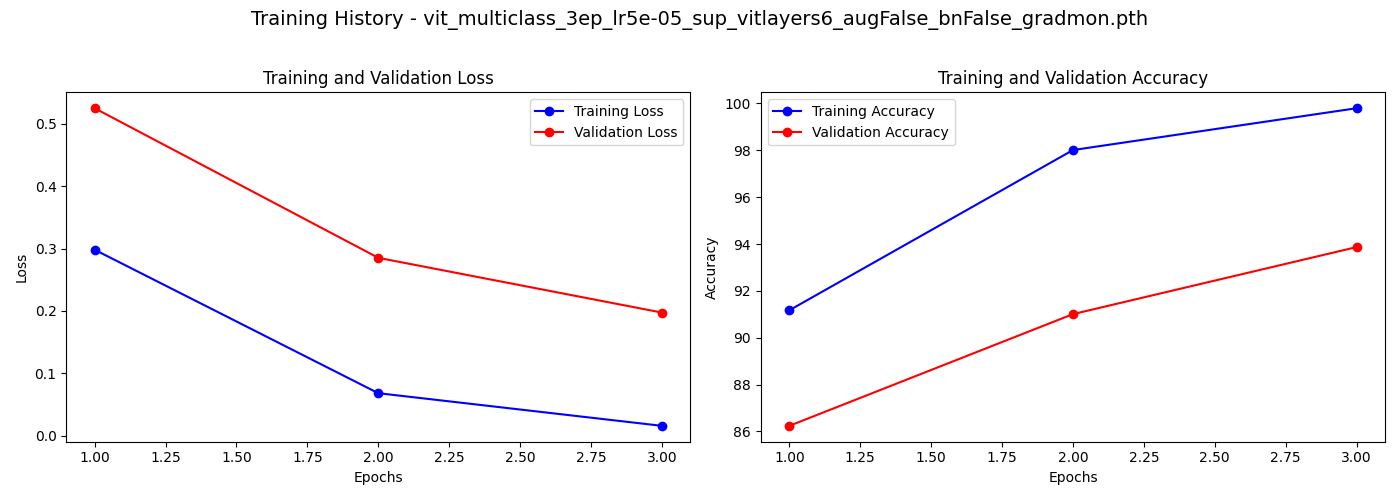 Training History - vit_multiclass_3ep_lr5e-05_sup_vitlayers6_augFalse_bnFalse_gradmon.pth
Training and Validation Loss
Training Loss
Validation Loss
Loss
0.5
0.4
0.3
0.2
0.1
0.0
1.00 1.25 1.50 1.75 2.00 2.25 2.50 2.75 3.00
Epochs
Training and Validation Accuracy
Training Accuracy
Validation Accuracy
Accuracy
100
98
96
94
92
90
88
86
1.00 1.25 1.50 1.75 2.00 2.25 2.50 2.75 3.00
Epochs